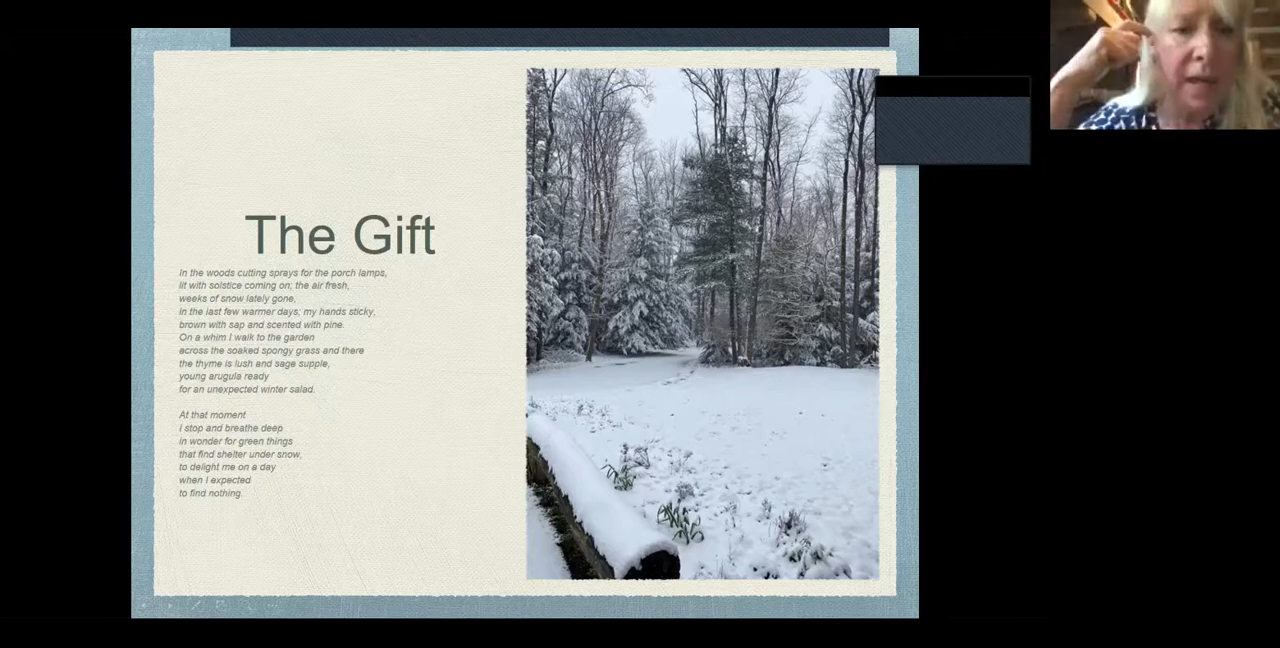 The Gift
In the woods cutting sprays for the porch lamps,
lit with solstice coming on; the air fresh,
weeks of snow lately gone,
in the last few warmer days; my hands sticky,
brown with sap and scented with pine.
On a whim I walk to the garden
across the soaked spongy grass and there
the thyme is lush and sage supple,
young arugula ready
for an unexpected winter salad.
At that moment
I stop and breathe deep
in wonder for green things
that find shelter under snow,
to delight me on a day
when I expected
to find nothing.